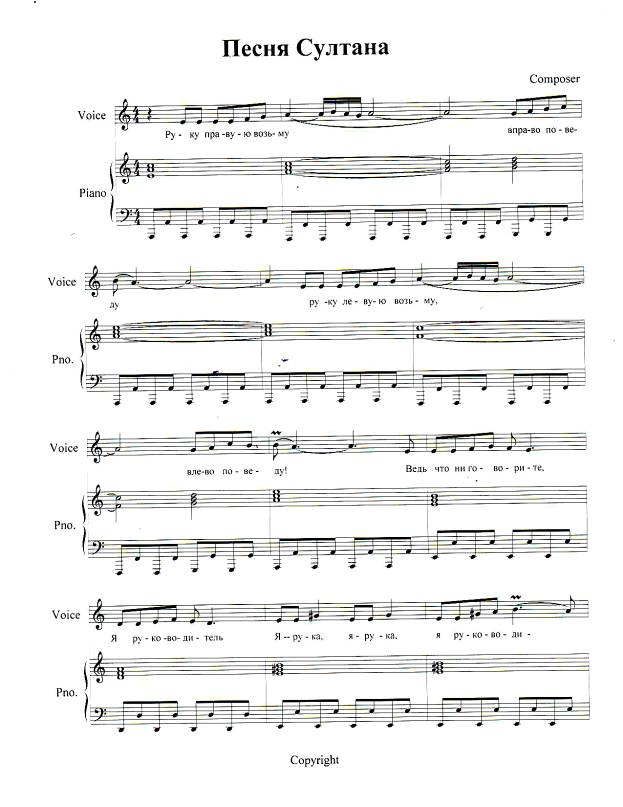 Песня Султана
Composer
Voice
Ру - ку пра-ву-ю возь-му вправо по-ве-
Piano
Voice
ду ру-ку ле-ву-ю возь-му,
Pno.
Voice
вле-во по-ве-ду! Ведь что ни го-во-ри-те,
Pno.
Voice
Я ру-ко-во-ди-тель Я--ру-ка, я-ру-ка, я ру-ко-во-ди-
Pno.
Copyright